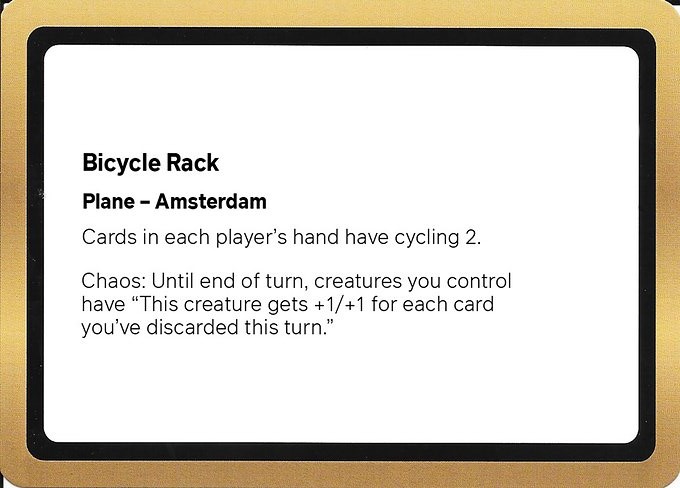 Bicycle Rack
Plane – Amsterdam
Cards in each player’s hand have cycling 2.
Chaos: Until end of turn, creatures you control
have “This creature gets +1/+1 for each card
you’ve discarded this turn.”